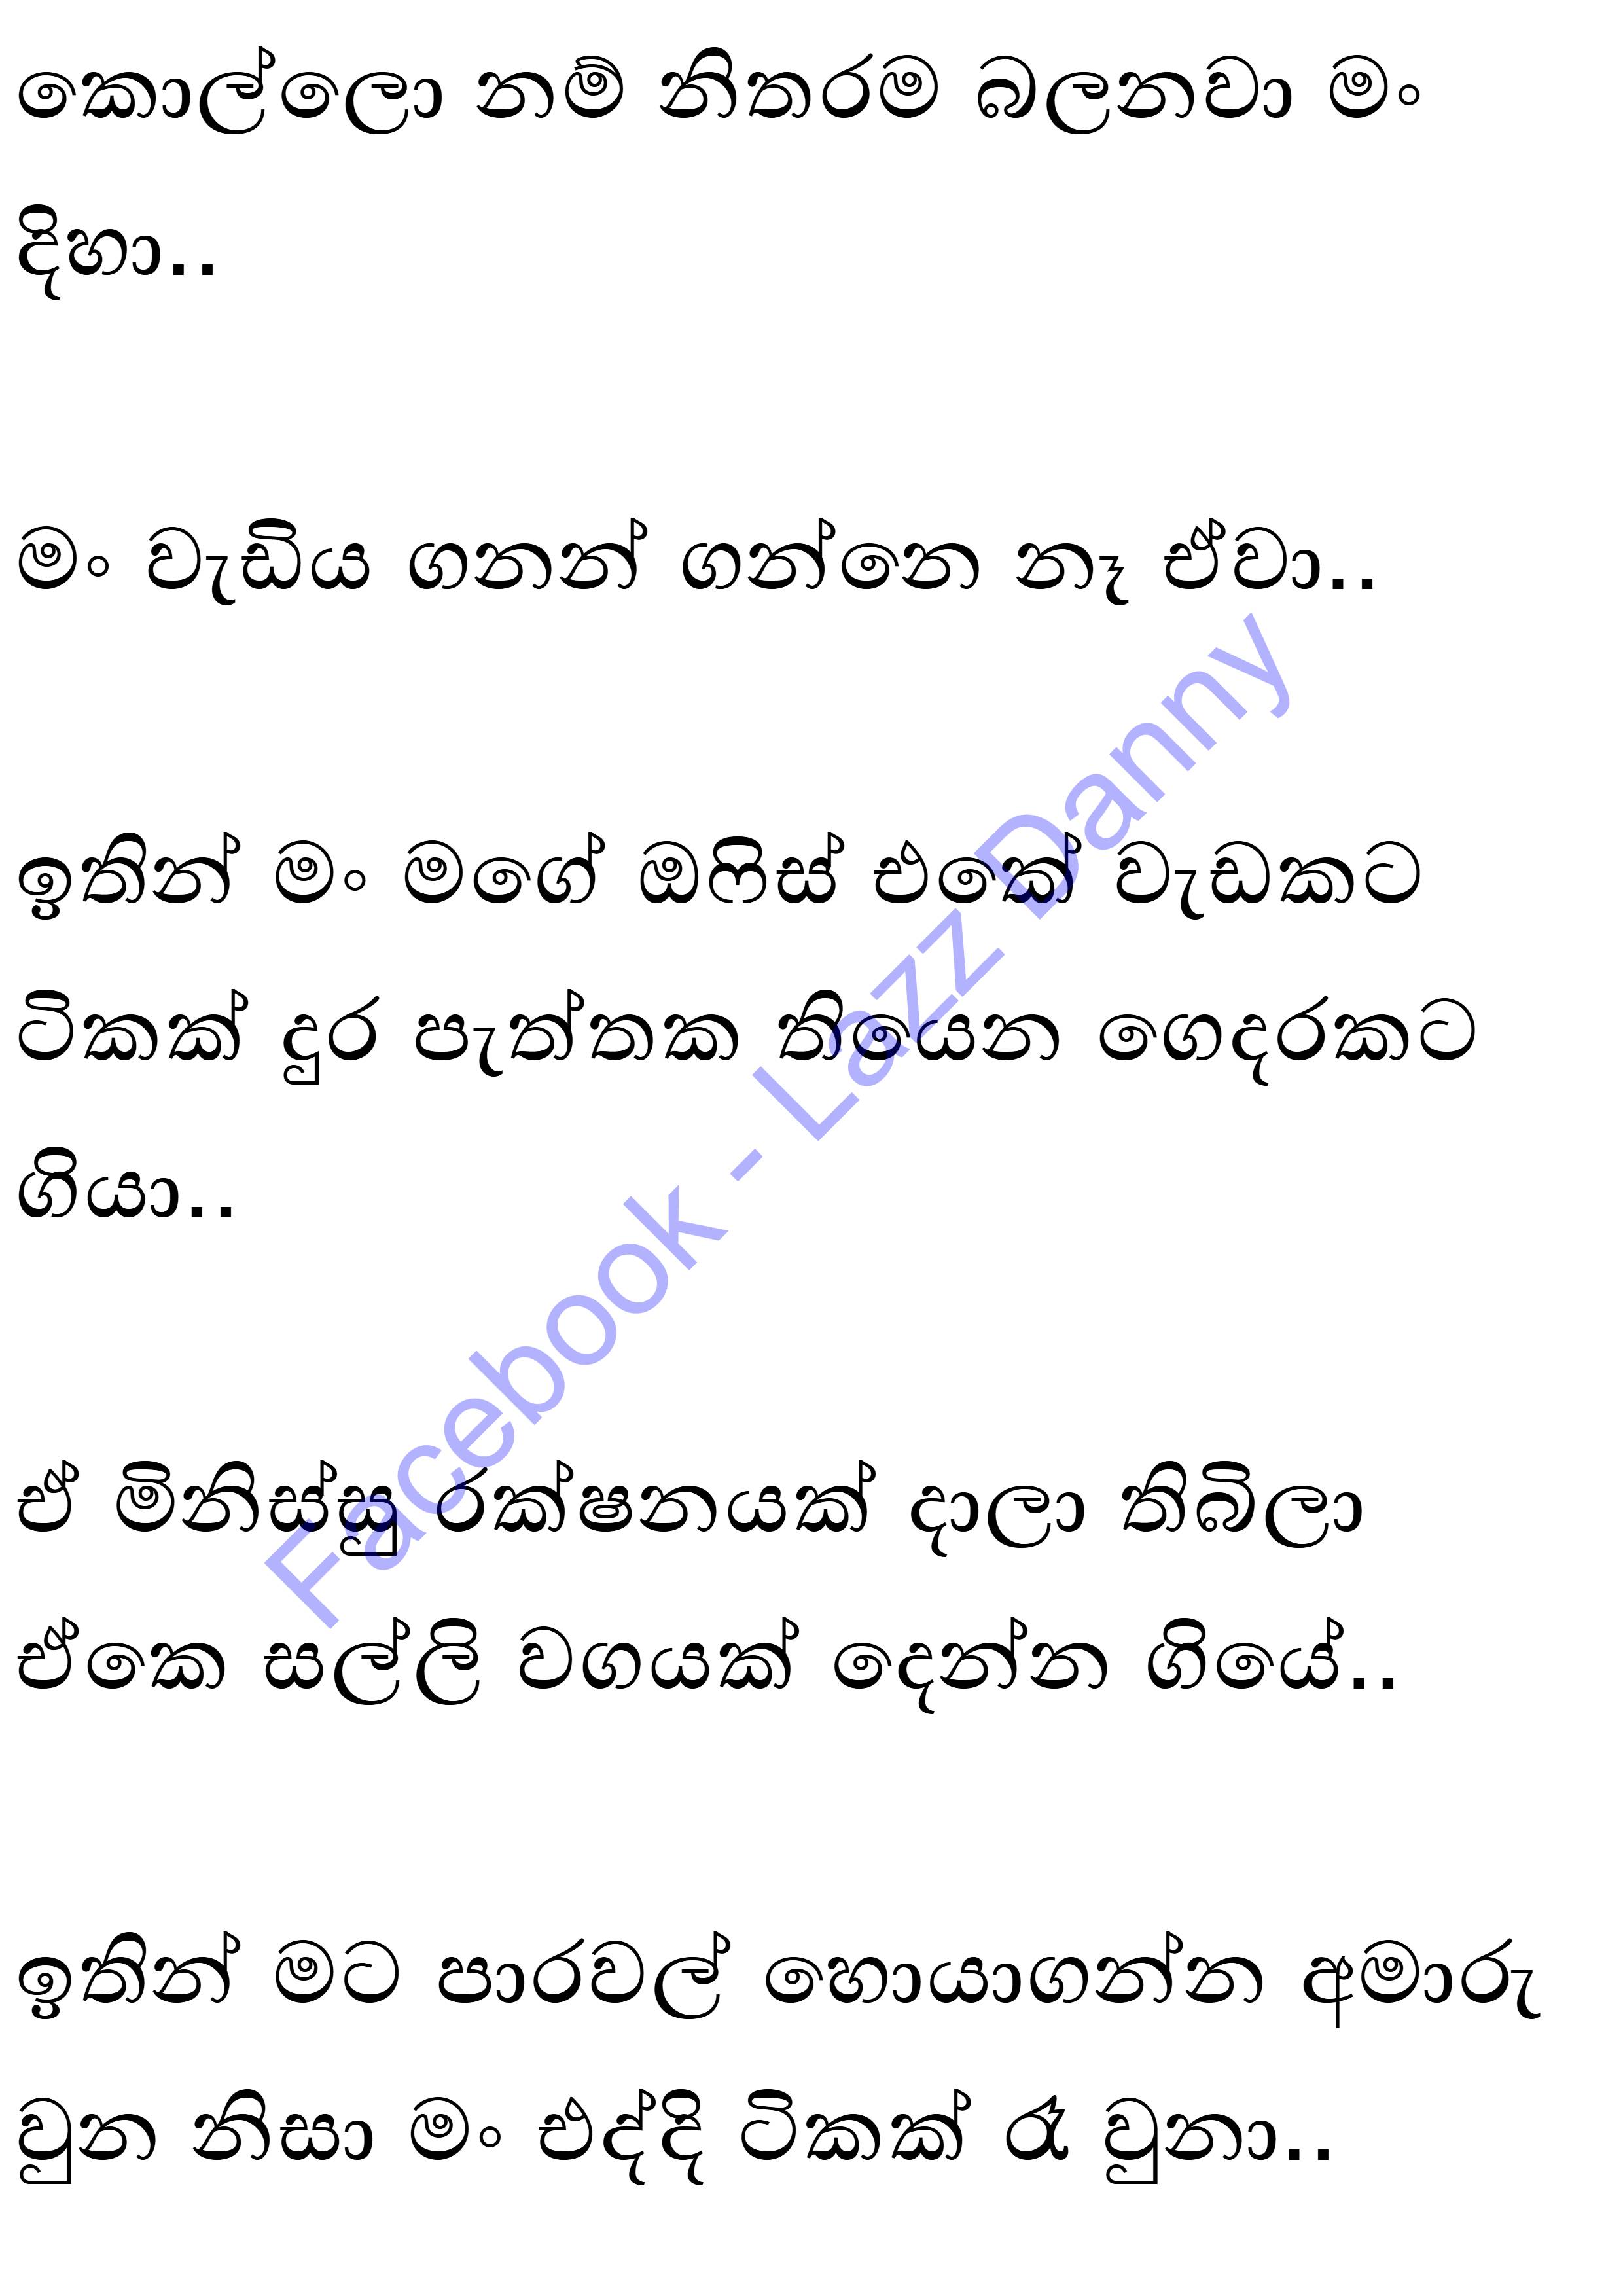 කොල්ලො නම් නිතරම බලනවා මං
දිහා..
මං වැඩිය ගනන් ගන්නෙ නෑ ඒවා..
ඉතින් මං මගේ ඔෆිස් එකේ වැඩකට
ටිකක් දුර පැත්තක තියෙන ගෙදරකට
ගියා..
ඒ මිනිස්සු රක්ෂනයක් දාලා තිබිලා
ඒකෙ සල්ලි වගයක් දෙන්න ගියේ..
ඉතින් මට පාරවල් හොයාගන්න අමාරු
වුන නිසා මං එද්දි ටිකක් රෑ වුනා..
Facebook - Lazz Danny